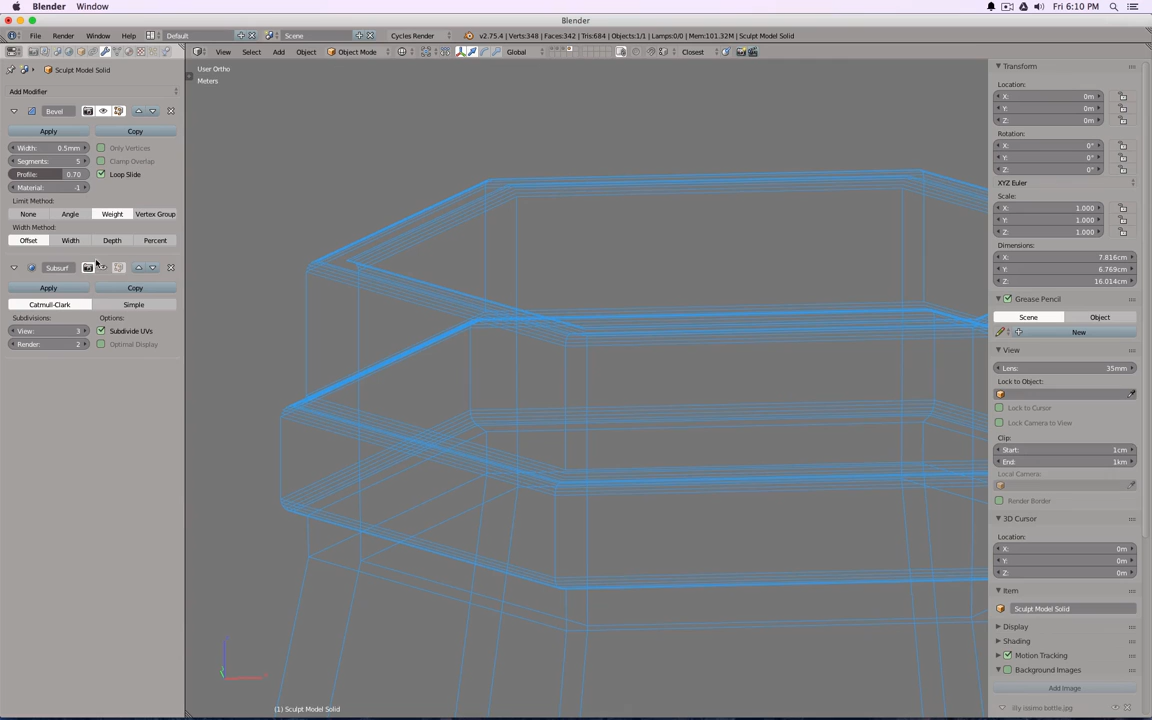 Blender Window Fri 6:10 PM
Blender
File Render Window Help Default Scene Cycles Render v2.75.4 | Verts:348 | Faces:342 | Tris:684 | Objects:1/1 | Lamps:0/0 | Mem:101.32M | Sculpt Model Solid
View Select Add Object Object Mode Global Closest
Sculpt Model Solid
Add Modifier
Bevel
Apply Copy
Width: 0.5mm Only Vertices
Segments: 5 Clamp Overlap
Profile: 0.70 Loop Slide
Material: -1
Limit Method:
None Angle Weight Vertex Group
Width Method:
Offset Width Depth Percent
Subsurf
Apply Copy
Catmull-Clark Simple
Subdivisions: Options:
View: 3 Subdivide UVs
Render: 2 Optimal Display
User Ortho
Meters
(1) Sculpt Model Solid
Transform
Location:
X: 0m
Y: 0m
Z: 0m
Rotation:
X: 0°
Y: 0°
Z: 0°
XYZ Euler
Scale:
X: 1.000
Y: 1.000
Z: 1.000
Dimensions:
X: 7.816cm
Y: 6.769cm
Z: 16.014cm
Grease Pencil
Scene Object
New
View
Lens: 35mm
Lock to Object:
Lock to Cursor
Lock Camera to View
Clip:
Start: 1cm
End: 1km
Local Camera:
Render Border
3D Cursor
Location:
X: 0m
Y: 0m
Z: 0m
Item
Sculpt Model Solid
Display
Shading
Motion Tracking
Background Images
Add Image
illy issimo bottle.jpg